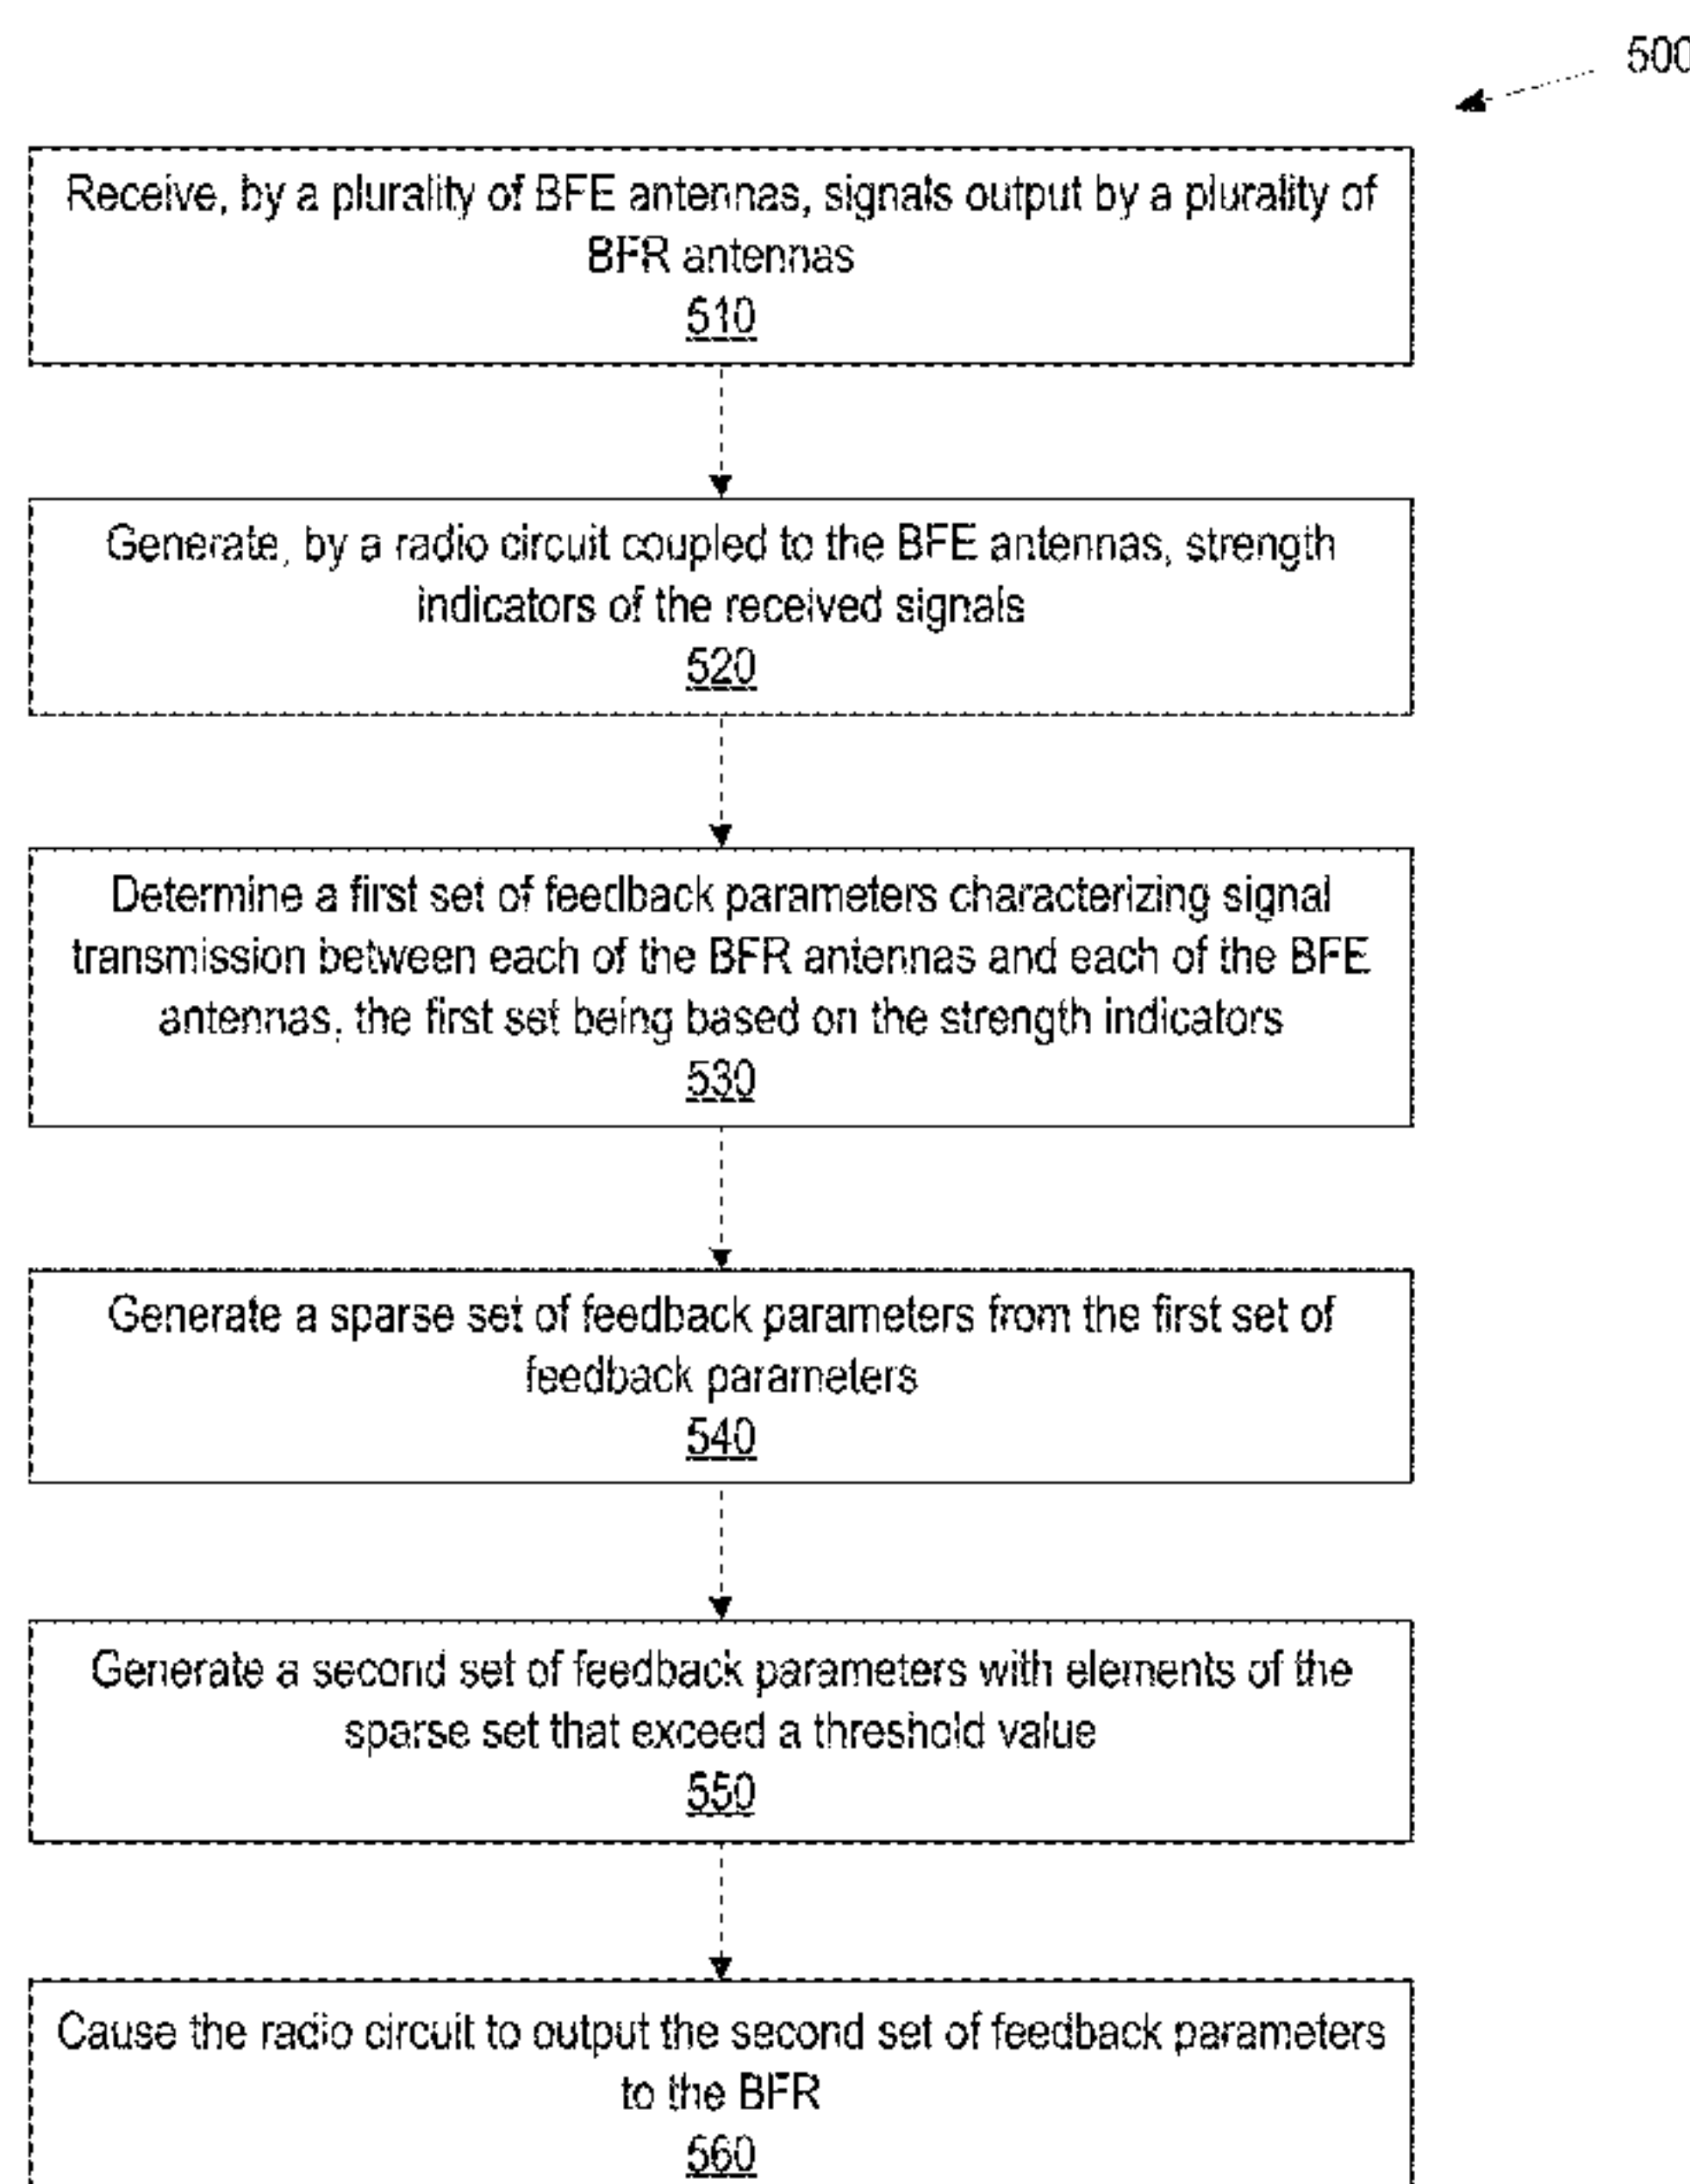 500
Receive, by a plurality of BFE antennas, signals output by a plurality of
BFR antennas
510
Generate, by a radio circuit coupled to the BFE antennas, strength
indicators of the received signals
520
Determine a first set of feedback parameters characterizing signal
transmission between each of the BFR antennas and each of the BFE
antennas, the first set being based on the strength indicators
530
Generate a sparse set of feedback parameters from the first set of
feedback parameters
540
Generate a second set of feedback parameters with elements of the
sparse set that exceed a threshold value
550
Cause the radio circuit to output the second set of feedback parameters
to the BFR
560